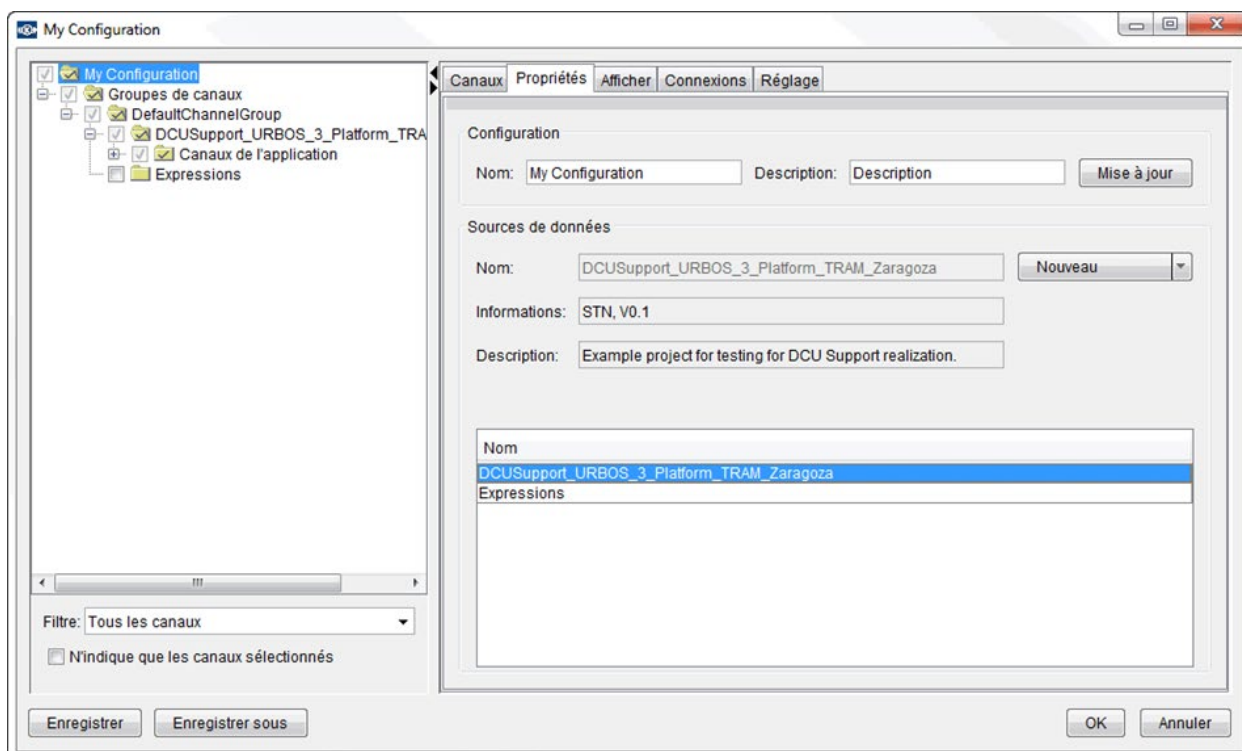 My Configuration
My Configuration
Groupes de canaux
DefaultChannelGroup
DCUSupport_URBOS_3_Platform_TRA
Canaux de l'application
Expressions
Filtre: Tous les canaux
N'indique que les canaux sélectionnés
Canaux Propriétés Afficher Connexions Réglage
Configuration
Nom: My Configuration Description: Description Mise à jour
Sources de données
Nom: DCUSupport_URBOS_3_Platform_TRAM_Zaragoza Nouveau
Informations: STN, V0.1
Description: Example project for testing for DCU Support realization.
Nom
DCUSupport_URBOS_3_Platform_TRAM_Zaragoza
Expressions
Enregistrer Enregistrer sous OK Annuler